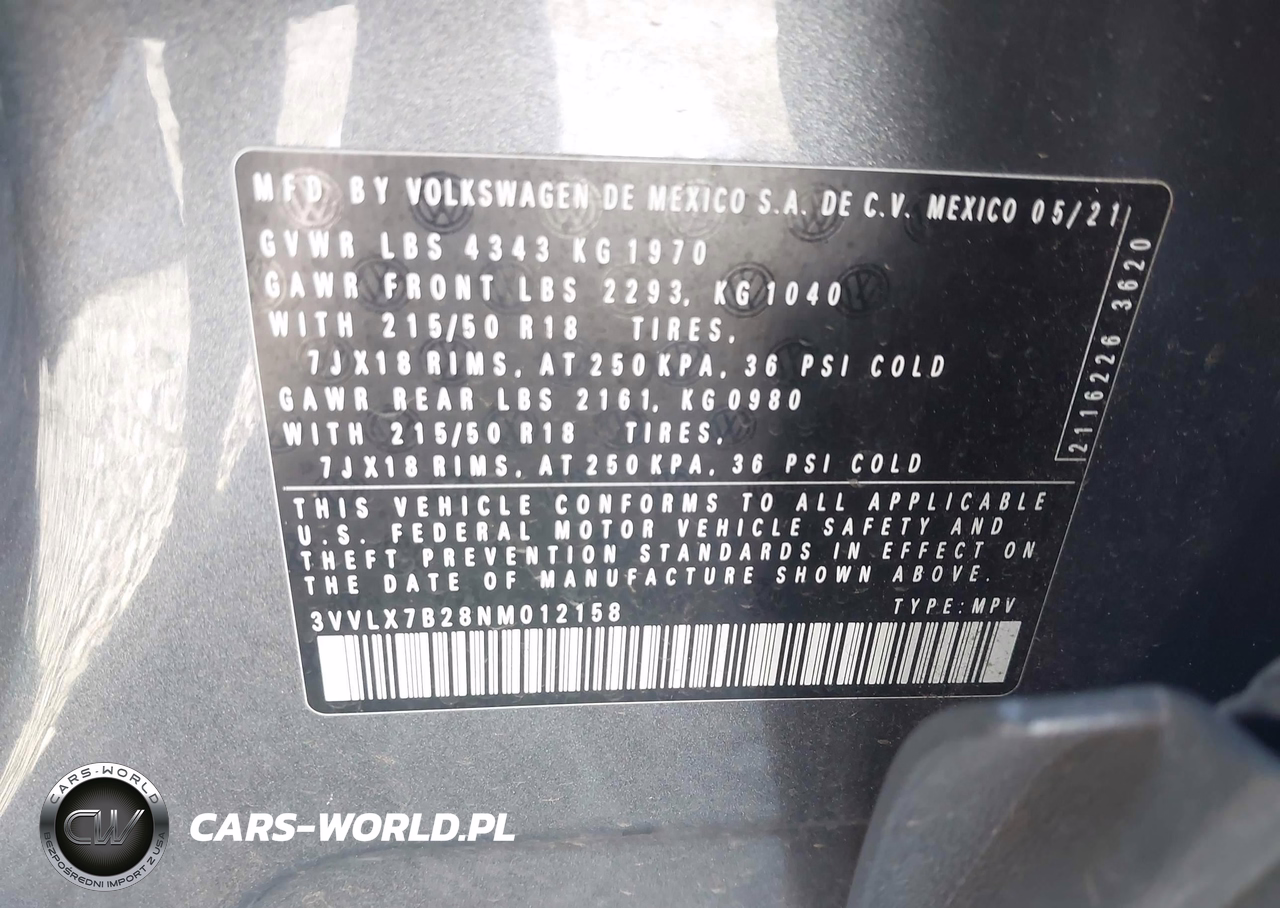 MFD BY VOLKSWAGEN DE MEXICO S.A. DE C.V. MEXICO 05/21
GVWR LBS 4343 KG 1970
GAWR FRONT LBS 2293, KG 1040
WITH 215/50 R18 TIRES,
7JX18 RIMS, AT 250 KPA, 36 PSI COLD
GAWR REAR LBS 2161, KG0980
WITH 215/50 R18 TIRES,
7JX18 RIMS, AT 250 KPA, 36 PSI COLD
2116226 3620
THIS VEHICLE CONFORMS TO ALL APPLICABLE
U.S. FEDERAL MOTOR VEHICLE SAFETY AND
THEFT PREVENTION STANDARDS IN EFFECT ON
THE DATE OF MANUFACTURE SHOWN ABOVE.
3VVLX7B28NM012158 TYPE: MPV
CARS-WORLD
CW
BEZPOŚREDNI IMPORT Z USA
CARS-WORLD.PL